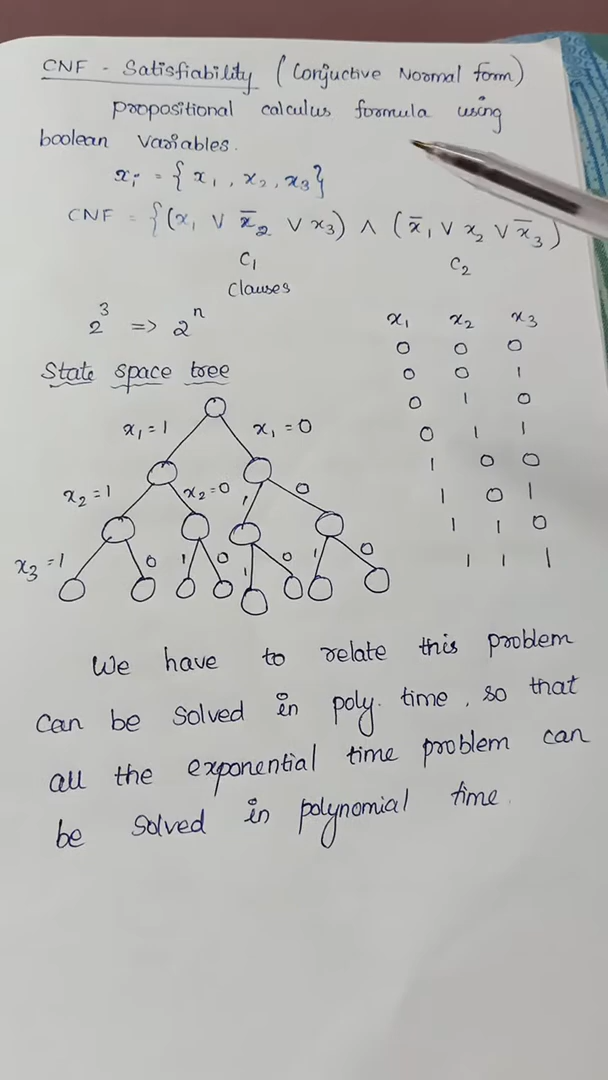 CNF - Satisfiability (Conjuctive Normal form)
propositional calculus formula using
boolean variables.
xᵢ = { x₁, x₂, x₃}
CNF = {(x₁ ∨ x̄₂ ∨ x₃) ∧ (x̄₁ ∨ x₂ ∨ x̄₃)
C₁ C₂
clauses
2³ => 2ⁿ
x₁ x₂ x₃
0 0 0
0 0 1
0 1 0
0 1 1
1 0 0
1 0 1
1 1 0
1 1 1
State space tree
x₁ = 1 x₁ = 0
x₂ = 1 x₂ = 0 1 0
x₃ = 1 0 1 0 1 0 1 0
We have to relate this problem
can be solved in poly. time, so that
all the exponential time problem can
be solved in polynomial time.